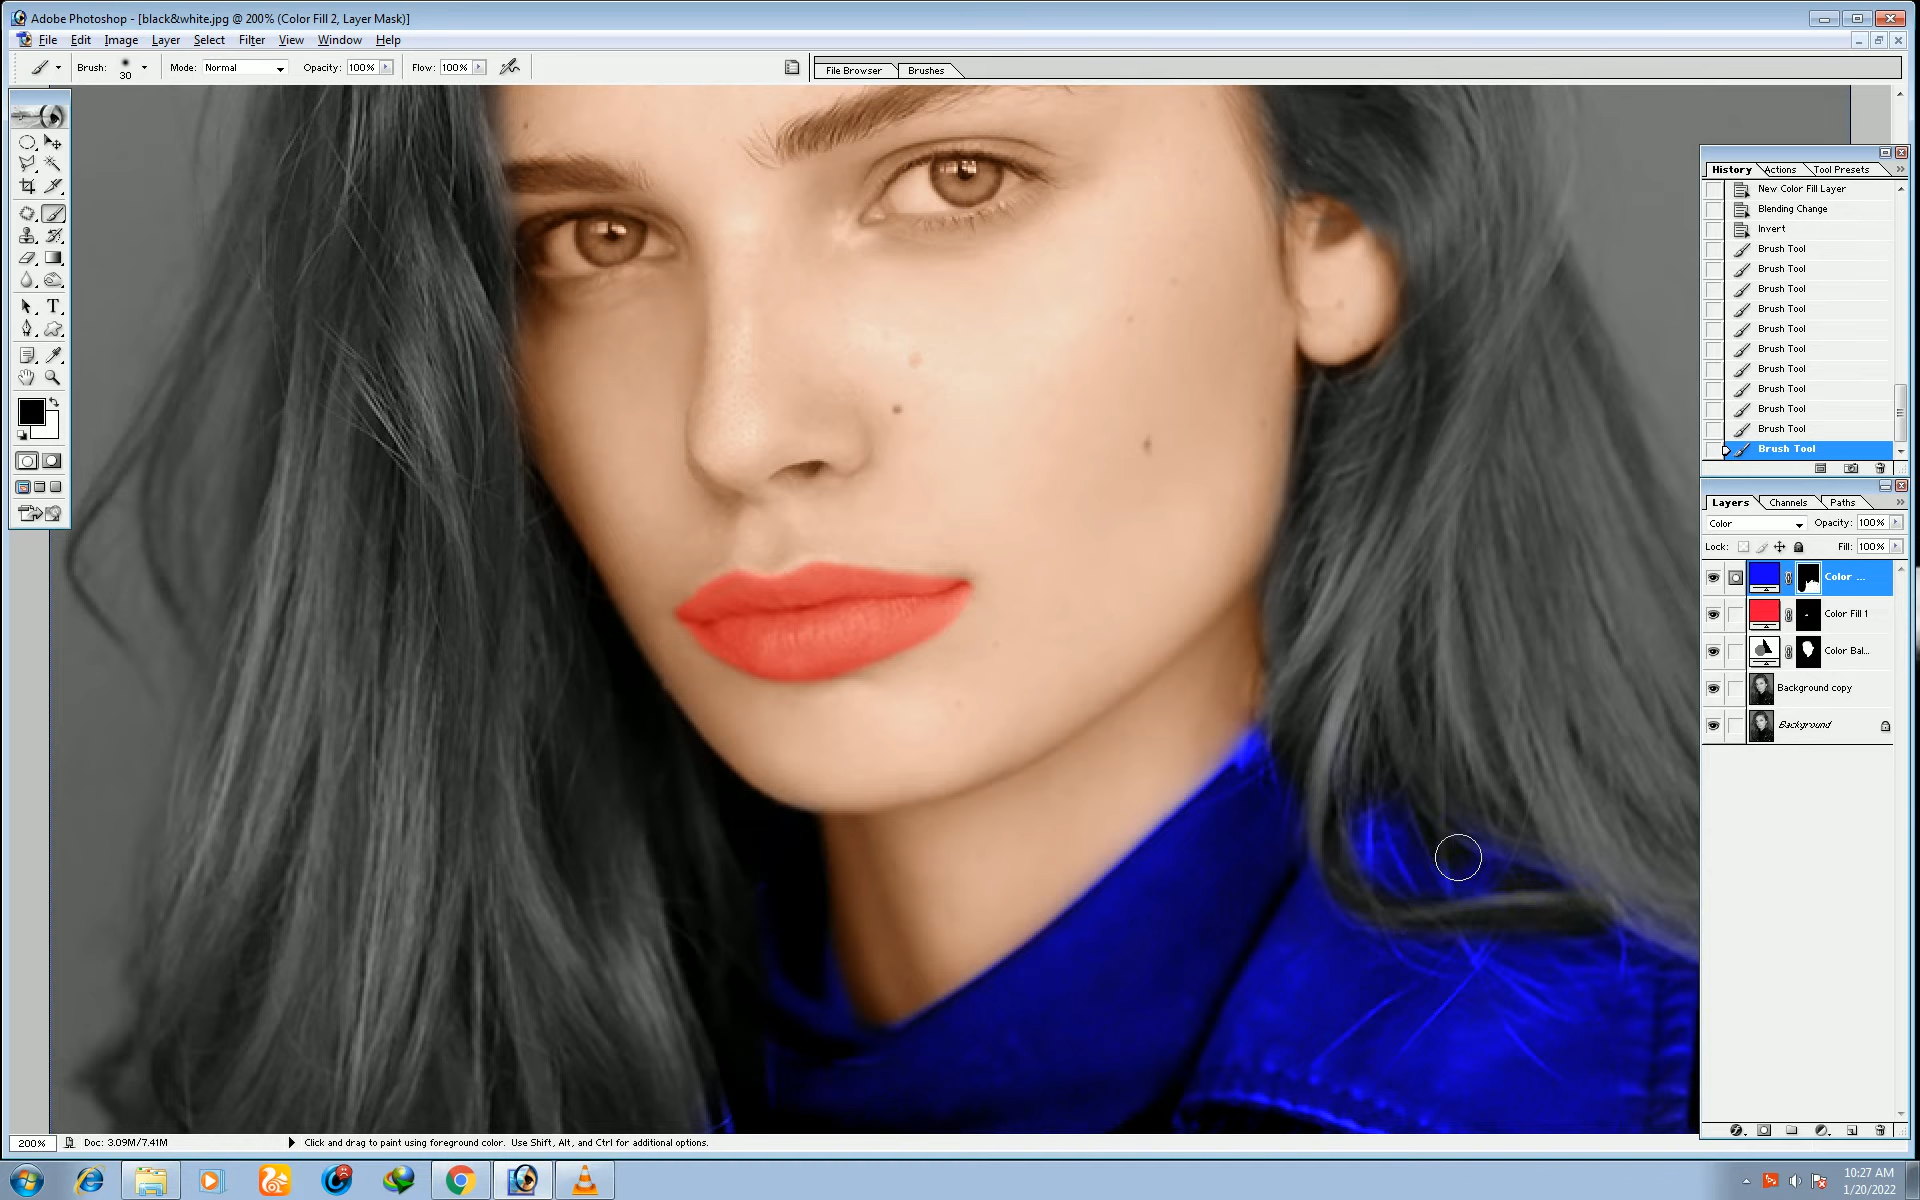 Adobe Photoshop - [black&white.jpg @ 200% (Color Fill 2, Layer Mask)]
File Edit Image Layer Select Filter View Window Help
Brush: 30 Mode: Normal Opacity: 100% Flow: 100% File Browser Brushes
History Actions Tool Presets
New Color Fill Layer
Blending Change
Invert
Brush Tool
Brush Tool
Brush Tool
Brush Tool
Brush Tool
Brush Tool
Brush Tool
Brush Tool
Brush Tool
Brush Tool
Brush Tool
Layers Channels Paths
Color Opacity: 100%
Lock: Fill: 100%
Color ...
Color Fill 1
Color Bal...
Background copy
Background
200% Doc: 3.09M/7.41M Click and drag to paint using foreground color. Use Shift, Alt, and Ctrl for additional options.
10:27 AM
1/20/2022